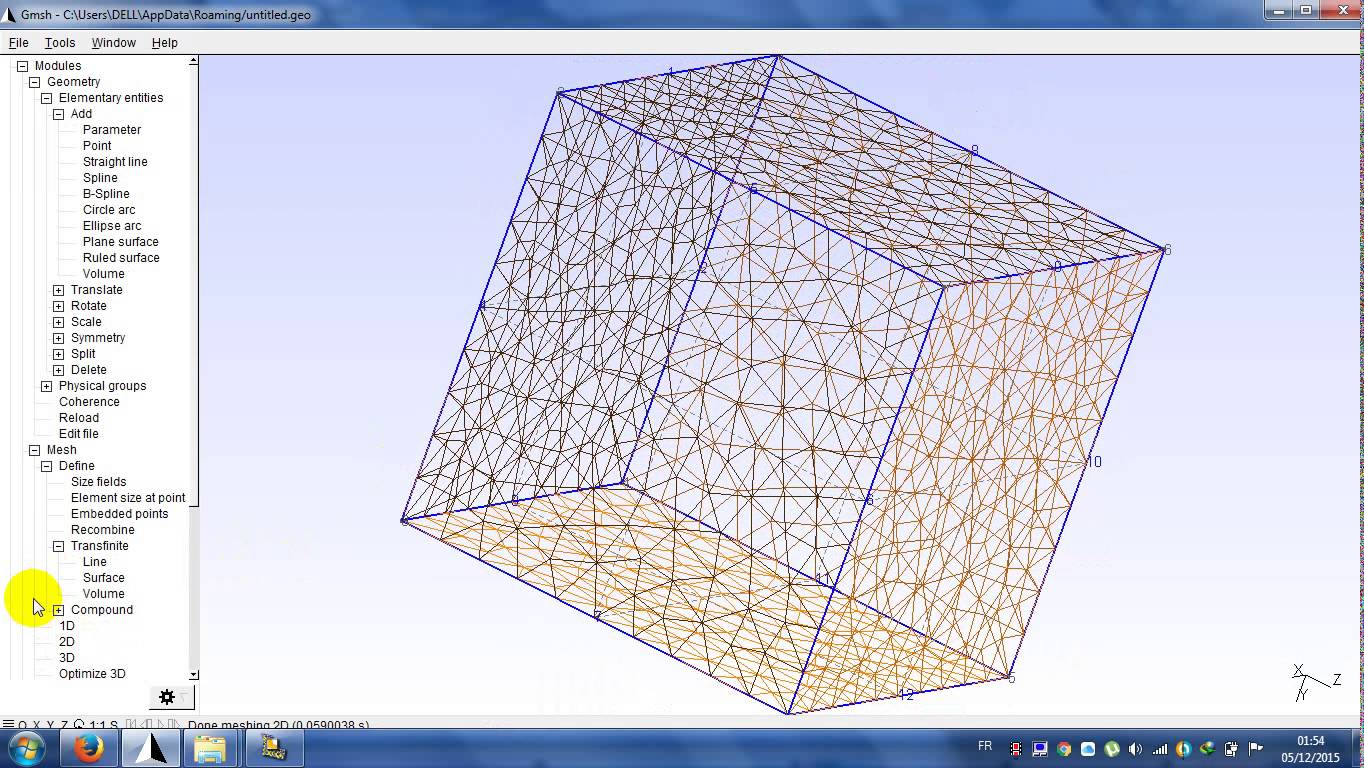 Gmsh - C:\Users\DELL\AppData\Roaming/untitled.geo
File Tools Window Help
Modules
Geometry
Elementary entities
Add
Parameter
Point
Straight line
Spline
B-Spline
Circle arc
Ellipse arc
Plane surface
Ruled surface
Volume
Translate
Rotate
Scale
Symmetry
Split
Delete
Physical groups
Coherence
Reload
Edit file
Mesh
Define
Size fields
Element size at point
Embedded points
Recombine
Transfinite
Line
Surface
Volume
Compound
1D
2D
3D
Optimize 3D
1
9
6
2
4
10
6
11
7
5
12
X
Y
Z
O X Y Z 1:1 S Done meshing 2D (0.0590038 s)
FR
01:54
05/12/2015